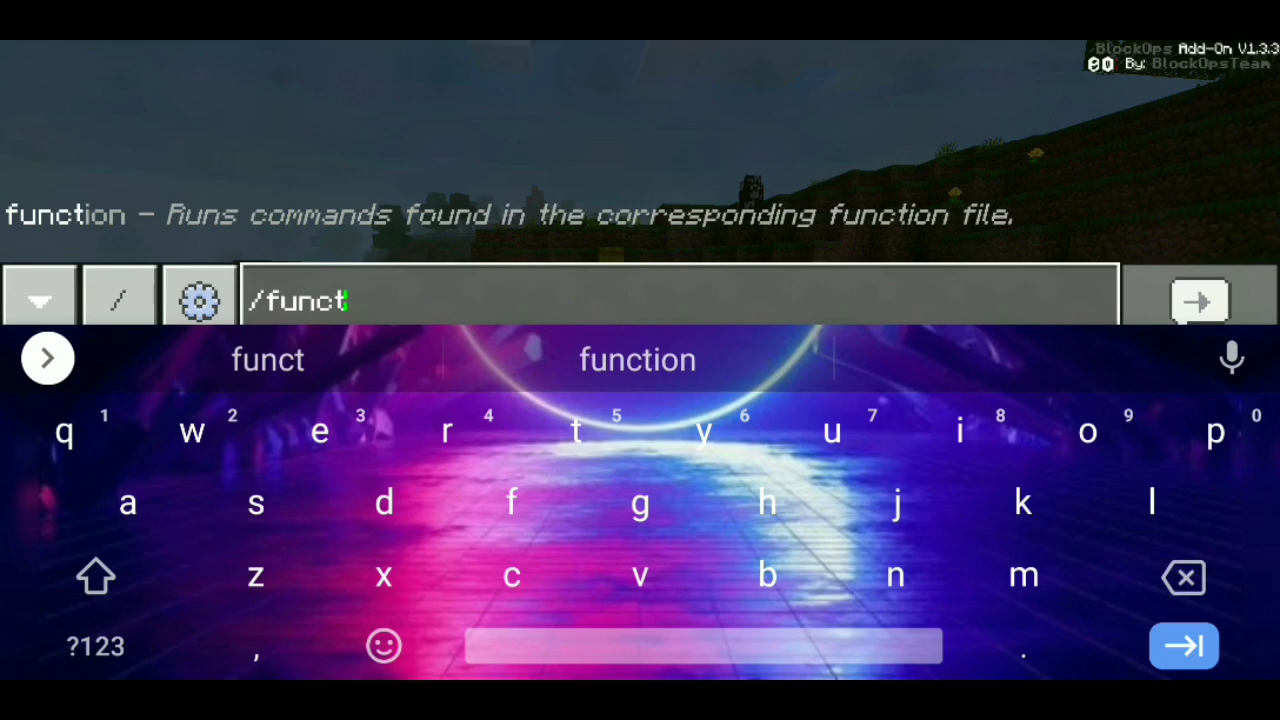 BlockOps Add-On V1.3.3
60 By: BlockOpsTeam
function – Runs commands found in the corresponding function file.
/
/funct
funct function
q 1 w 2 e 3 r 4 t 5 y 6 u 7 i 8 o 9 p 0
a s d f g h j k l
z x c v b n m
?123 , .